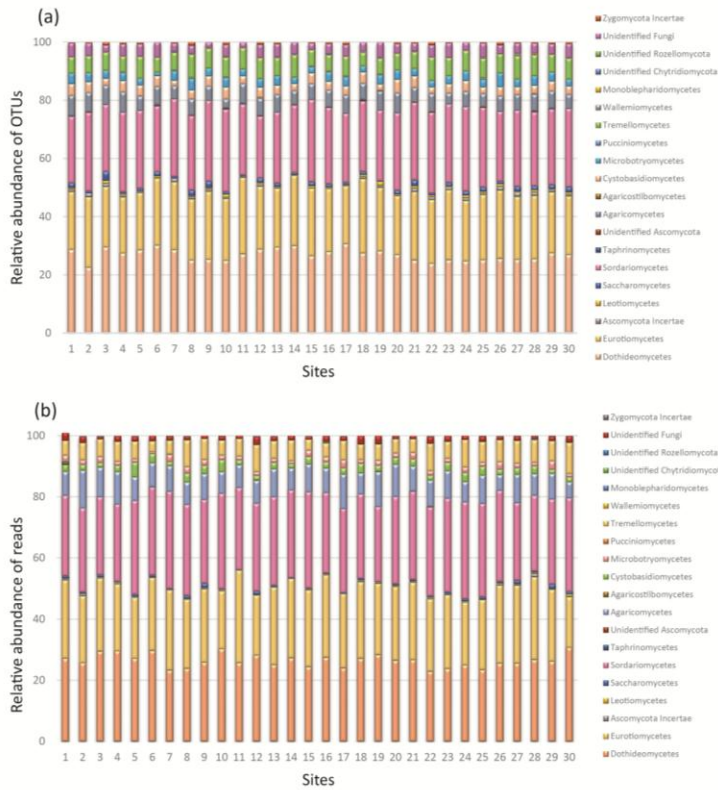 (a)
Relative abundance of OTUs
100
80
60
40
20
0
1 2 3 4 5 6 7 8 9 10 11 12 13 14 15 16 17 18 19 20 21 22 23 24 25 26 27 28 29 30
Sites
Zygomycota Incertae
Unidentified Fungi
Unidentified Rozellomycota
Unidentified Chytridiomycota
Monoblepharidomycetes
Wallemiomycetes
Tremellomycetes
Pucciniomycetes
Microbotryomycetes
Cystobasidiomycetes
Agaricostilbomycetes
Agaricomycetes
Unidentified Ascomycota
Taphrinomycetes
Sordariomycetes
Saccharomycetes
Leotiomycetes
Ascomycota Incertae
Eurotiomycetes
Dothideomycetes
(b)
Relative abundance of reads
100
80
60
40
20
0
1 2 3 4 5 6 7 8 9 10 11 12 13 14 15 16 17 18 19 20 21 22 23 24 25 26 27 28 29 30
Sites
Zygomycota Incertae
Unidentified Fungi
Unidentified Rozellomycota
Unidentified Chytridiomycot
Monoblepharidomycetes
Wallemiomycetes
Tremellomycetes
Pucciniomycetes
Microbotryomycetes
Cystobasidiomycetes
Agaricostilbomycetes
Agaricomycetes
Unidentified Ascomycota
Taphrinomycetes
Sordariomycetes
Saccharomycetes
Leotiomycetes
Ascomycota Incertae
Eurotiomycetes
Dothideomycetes